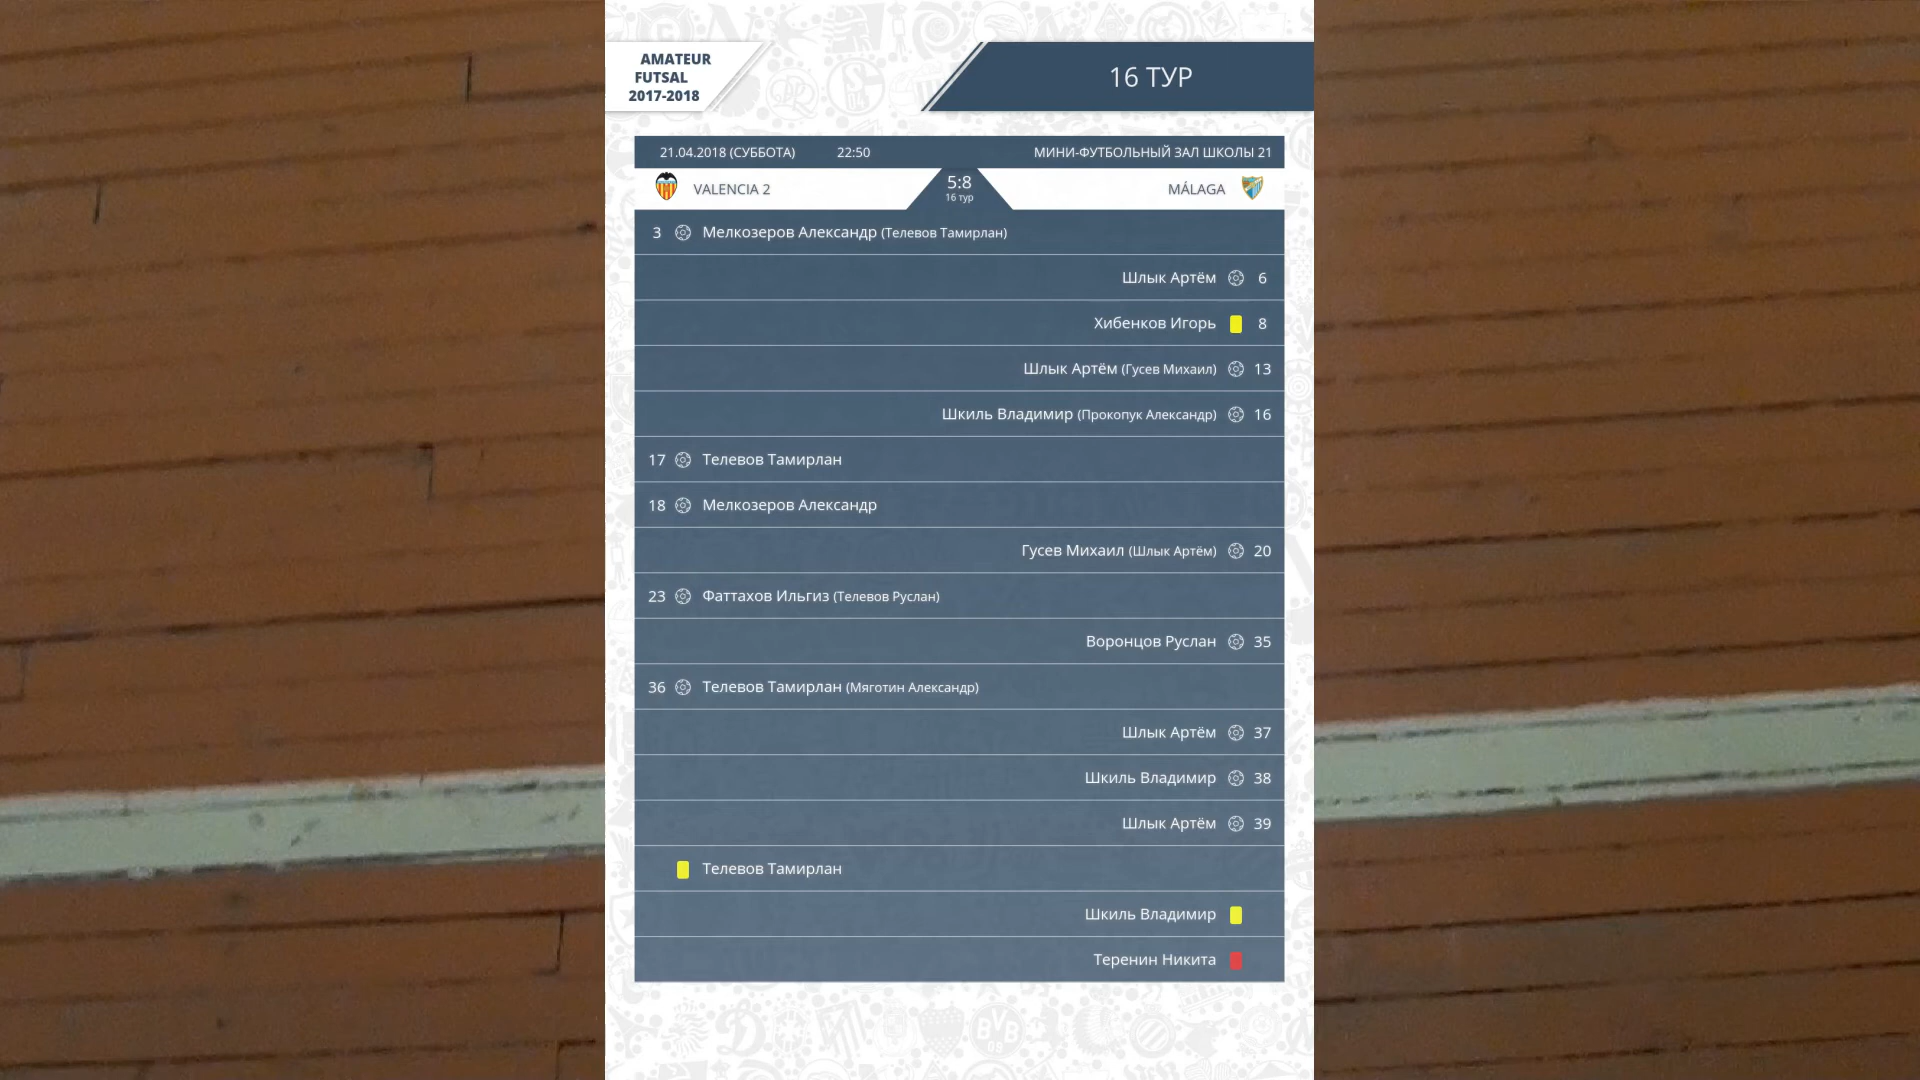 AMATEUR
FUTSAL
2017-2018
16 ТУР
21.04.2018 (СУББОТА) 22:50 МИНИ-ФУТБОЛЬНЫЙ ЗАЛ ШКОЛЫ 21
VALENCIA 2 5:8 MÁLAGA
16 тур
3 Мелкозеров Александр (Телевов Тамирлан)
Шлык Артём 6
Хибенков Игорь 8
Шлык Артём (Гусев Михаил) 13
Шкиль Владимир (Прокопук Александр) 16
17 Телевов Тамирлан
18 Мелкозеров Александр
Гусев Михаил (Шлык Артём) 20
23 Фаттахов Ильгиз (Телевов Руслан)
Воронцов Руслан 35
36 Телевов Тамирлан (Мяготин Александр)
Шлык Артём 37
Шкиль Владимир 38
Шлык Артём 39
Телевов Тамирлан
Шкиль Владимир
Теренин Никита